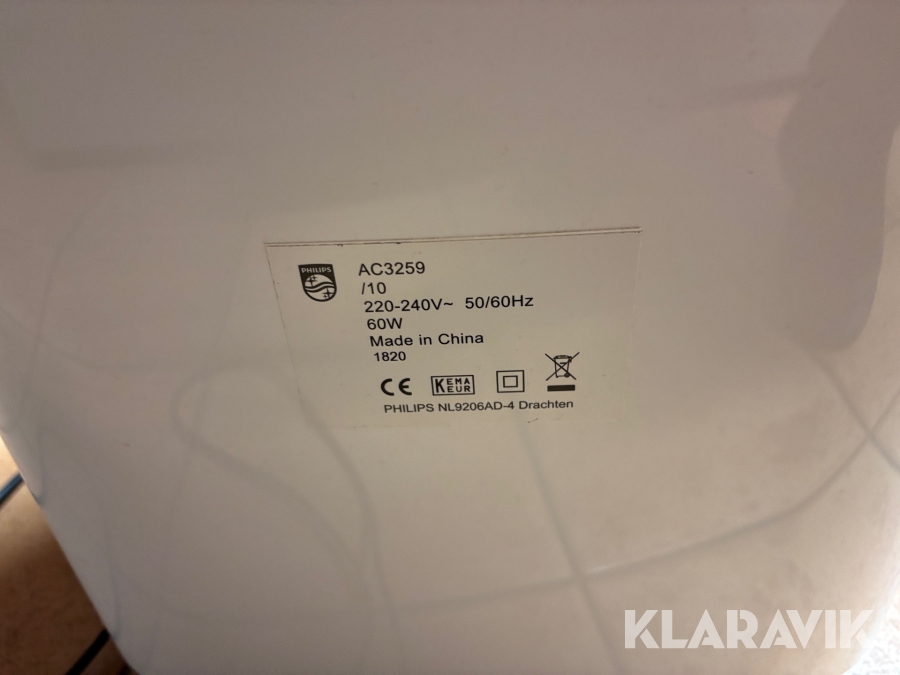 PHILIPS
AC3259
/10
220-240V~ 50/60Hz
60W
Made in China
1820
CE KEMA KEUR
PHILIPS NL9206AD-4 Drachten
KLARAVIK